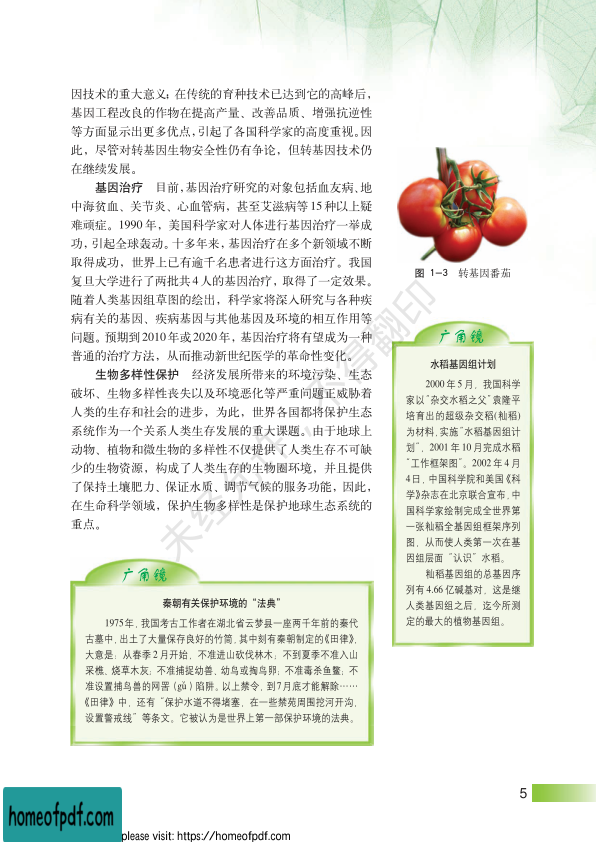 因技术的重大意义：在传统的育种技术已达到它的高峰后，
基因工程改良的作物在提高产量、改善品质、增强抗逆性
等方面显示出更多优点，引起了各国科学家的高度重视。因
此，尽管对转基因生物安全性仍有争论，但转基因技术仍
在继续发展。
基因治疗　目前，基因治疗研究的对象包括血友病、地
中海贫血、关节炎、心血管病，甚至艾滋病等 15 种以上疑
难顽症。1990 年，美国科学家对人体进行基因治疗一举成
功，引起全球轰动。十多年来，基因治疗在多个新领域不断
取得成功，世界上已有逾千名患者进行这方面治疗。我国
复旦大学进行了两批共 4 人的基因治疗，取得了一定效果。
随着人类基因组草图的绘出，科学家将深入研究与各种疾
病有关的基因、疾病基因与其他基因及环境的相互作用等
问题。预期到 2010 年或 2020 年，基因治疗将有望成为一种
普通的治疗方法，从而推动新世纪医学的革命性变化。
生物多样性保护　经济发展所带来的环境污染、生态
破坏、生物多样性丧失以及环境恶化等严重问题正威胁着
人类的生存和社会的进步，为此，世界各国都将保护生态
系统作为一个关系人类生存发展的重大课题。由于地球上
动物、植物和微生物的多样性不仅提供了人类生存不可缺
少的生物资源，构成了人类生存的生物圈环境，并且提供
了保持土壤肥力、保证水质、调节气候的服务功能，因此，
在生命科学领域，保护生物多样性是保护地球生态系统的
重点。
图 1-3　转基因番茄
广角镜
水稻基因组计划
2000 年 5 月，我国科学
家以“杂交水稻之父”袁隆平
培育出的超级杂交稻(籼稻)
为材料，实施“水稻基因组计
划”，2001 年 10 月完成水稻
“工作框架图”。2002 年 4 月
4日，中国科学院和美国《科
学》杂志在北京联合宣布，中
国科学家绘制完成全世界第
一张籼稻全基因组框架序列
图，从而使人类第一次在基
因组层面“认识”水稻。
籼稻基因组的总基因序
列有 4.66 亿碱基对，这是继
人类基因组之后，迄今所测
定的最大的植物基因组。
广角镜
秦朝有关保护环境的“法典”
1975年，我国考古工作者在湖北省云梦县一座两千年前的秦代
古墓中，出土了大量保存良好的竹简，其中刻有秦朝制定的《田律》，
大意是：从春季 2 月开始，不准进山砍伐林木；不到夏季不准入山
采樵，烧草木灰；不准捕捉幼兽、幼鸟或掏鸟卵；不准毒杀鱼鳖；不
准设置捕鸟兽的网罟（gǔ）陷阱。以上禁令，到7月底才能解除……
《田律》中，还有“保护水道不得堵塞，在一些禁苑周围挖河开沟，
设置警戒线”等条文。它被认为是世界上第一部保护环境的法典。
未经许可，不得翻印
5
homeofpdf.com
please visit: https://homeofpdf.com